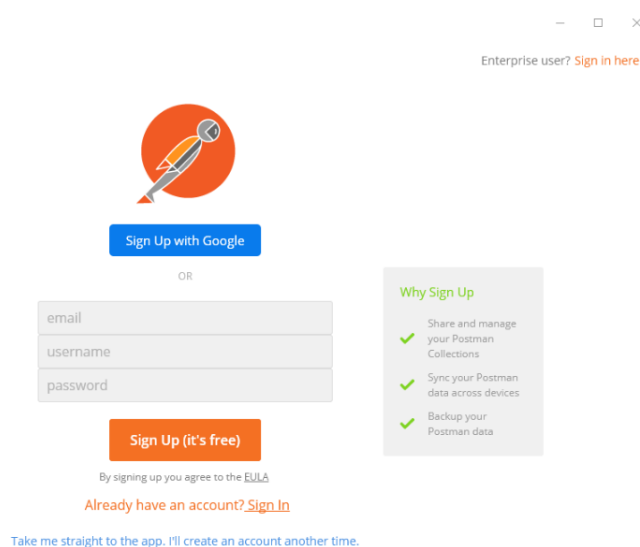 Enterprise user? Sign in here
Sign Up with Google
OR
email
username
password
Sign Up (it's free)
By signing up you agree to the EULA
Already have an account? Sign In
Take me straight to the app. I'll create an account another time.
Why Sign Up
Share and manage
your Postman
Collections
Sync your Postman
data across devices
Backup your
Postman data